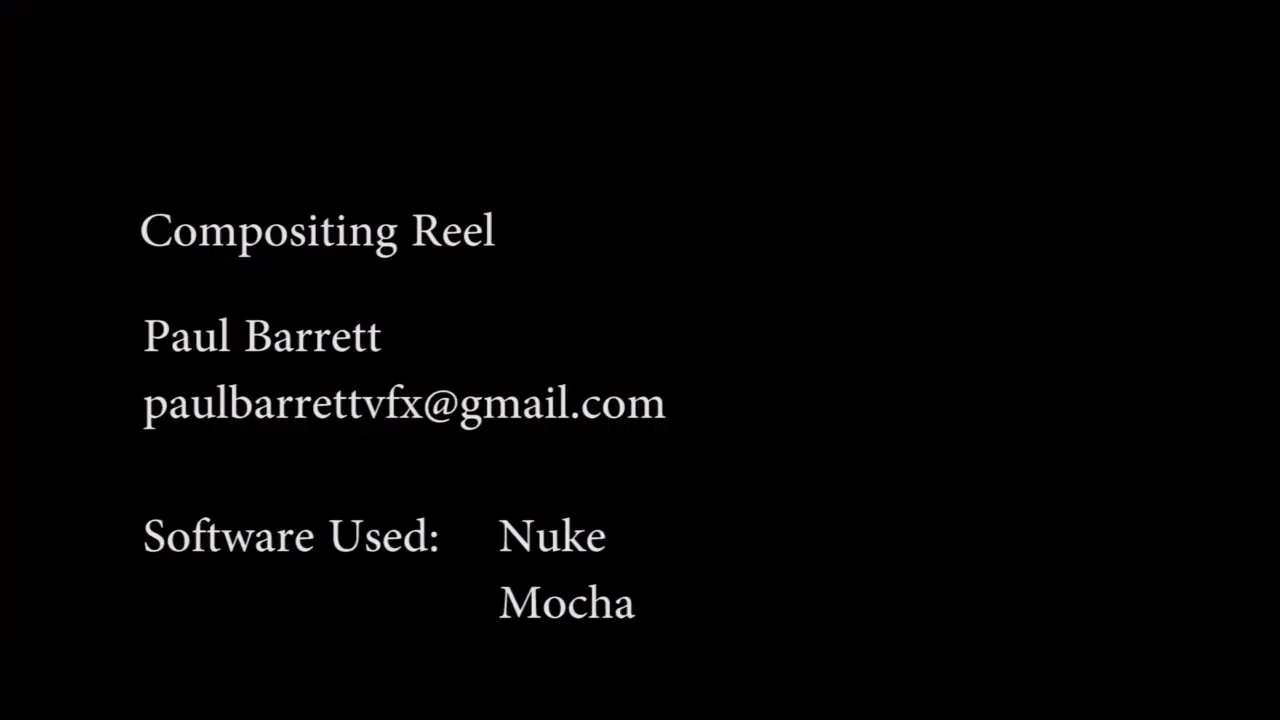 Compositing Reel
Paul Barrett
paulbarrettvfx@gmail.com
Software Used: Nuke
Mocha